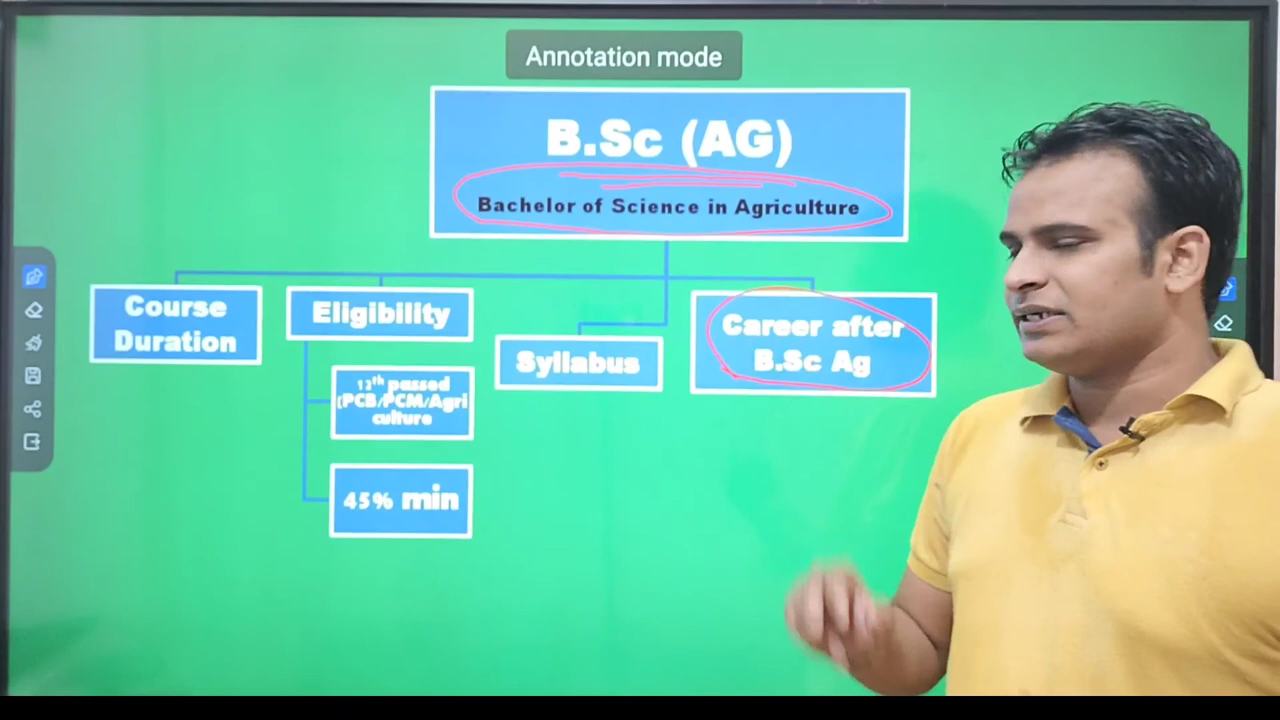 Annotation mode
B.Sc (AG)
Bachelor of Science in Agriculture
Course
Duration
Eligibility
12th passed
(PCB/PCM/Agri
culture
45% min
Syllabus
Career after
B.Sc Ag